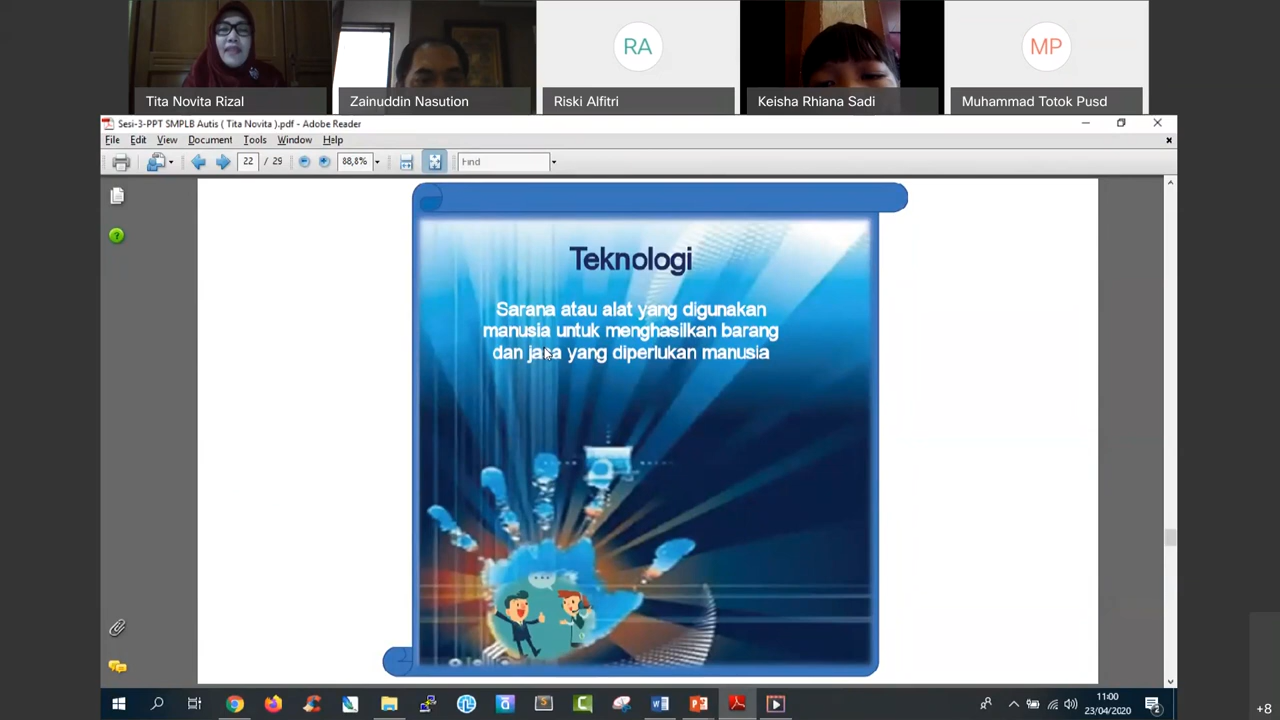 RA
MP
Tita Novita Rizal
Zainuddin Nasution
Riski Alfitri
Keisha Rhiana Sadi
Muhammad Totok Pusd
Sesi-3-PPT SMPLB Autis ( Tita Novita ).pdf - Adobe Reader
File Edit View Document Tools Window Help
22 / 29 88,8% Find
Teknologi
Sarana atau alat yang digunakan
manusia untuk menghasilkan barang
dan jasa yang diperlukan manusia
11:00
23/04/2020
2
+8